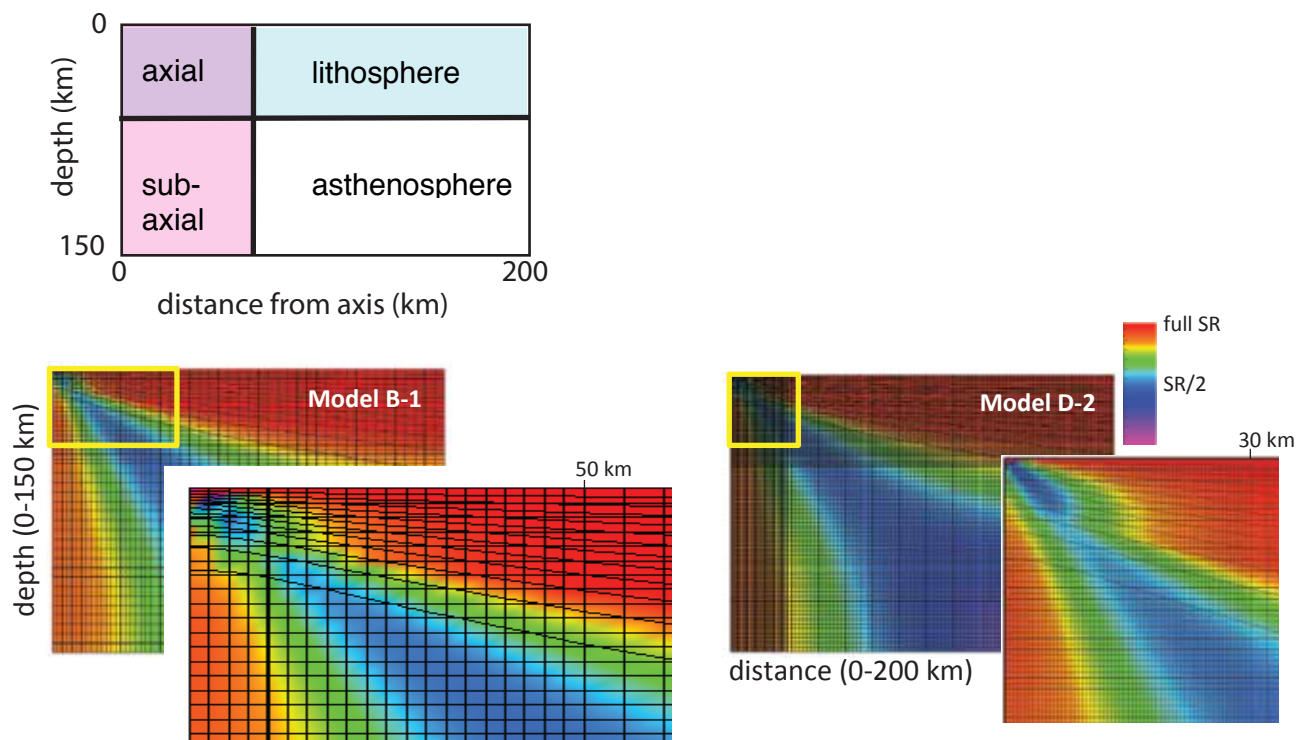 0
axial
lithosphere
depth (km)
sub-
axial
asthenosphere
150
0
200
distance from axis (km)
full SR
SR/2
Model B-1
Model D-2
depth (0-150 km)
50 km
30 km
distance (0-200 km)